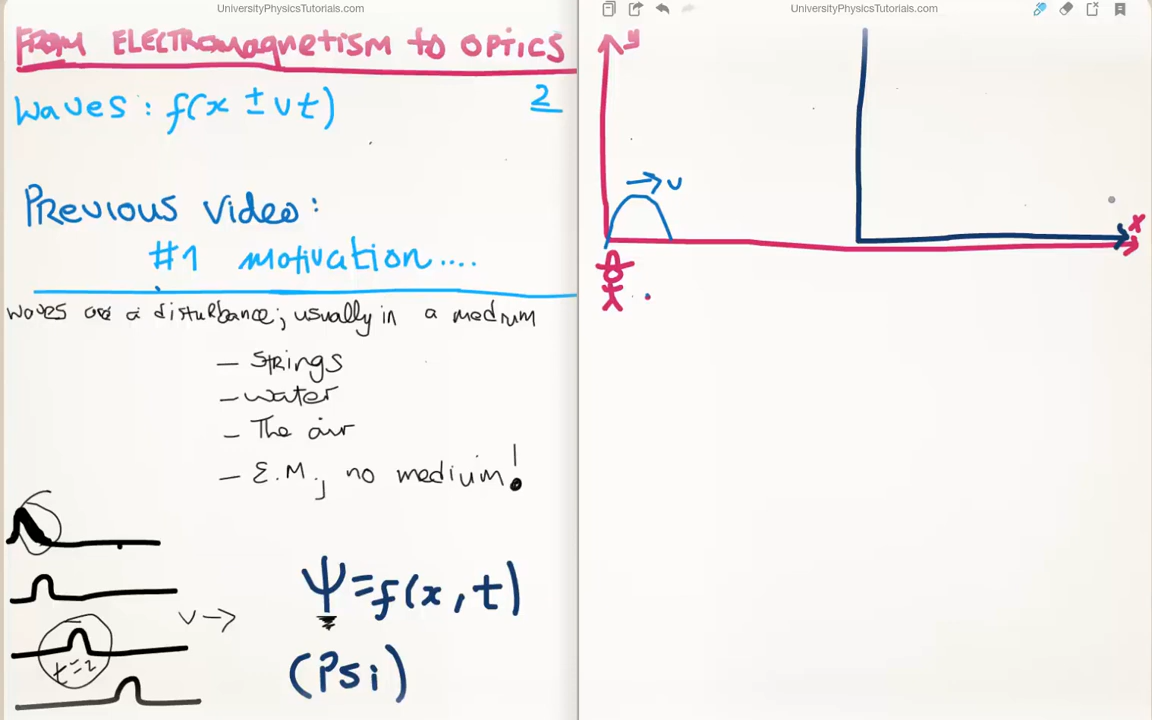 UniversityPhysicsTutorials.com
FROM ELECTROmagnetism to OPTICS
Waves: f(x ± vt)
2
Previous Video:
#1 motivation....
Waves are a disturbance; usually in a medium
- Strings
- water
- The air
- E.M., no medium!
v →
t=2
Ψ=f(x,t)
(Psi)
UniversityPhysicsTutorials.com
y
→ v
x